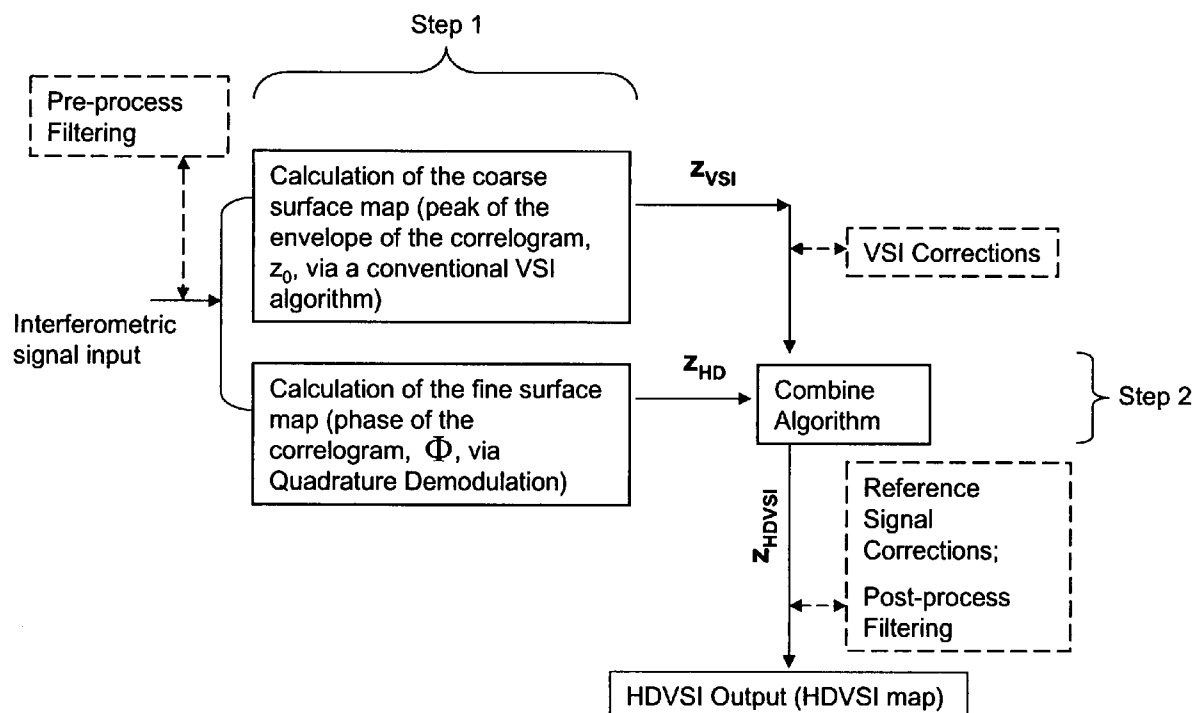 Step 1
Pre-process
Filtering
Calculation of the coarse
surface map (peak of the
envelope of the correlogram,
z0, via a conventional VSI
algorithm)
zVSI
VSI Corrections
Interferometric
signal input
Calculation of the fine surface
map (phase of the
correlogram, Φ, via
Quadrature Demodulation)
zHD
Combine
Algorithm
Step 2
zHDVSI
Reference
Signal
Corrections;
Post-process
Filtering
HDVSI Output (HDVSI map)